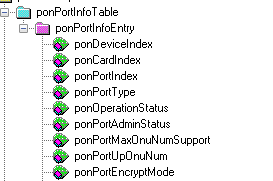 ponPortInfoTable
ponPortInfoEntry
ponDeviceIndex
ponCardIndex
ponPortIndex
ponPortType
ponOperationStatus
ponPortAdminStatus
ponPortMaxOnuNumSupport
ponPortUpOnuNum
ponPortEncryptMode